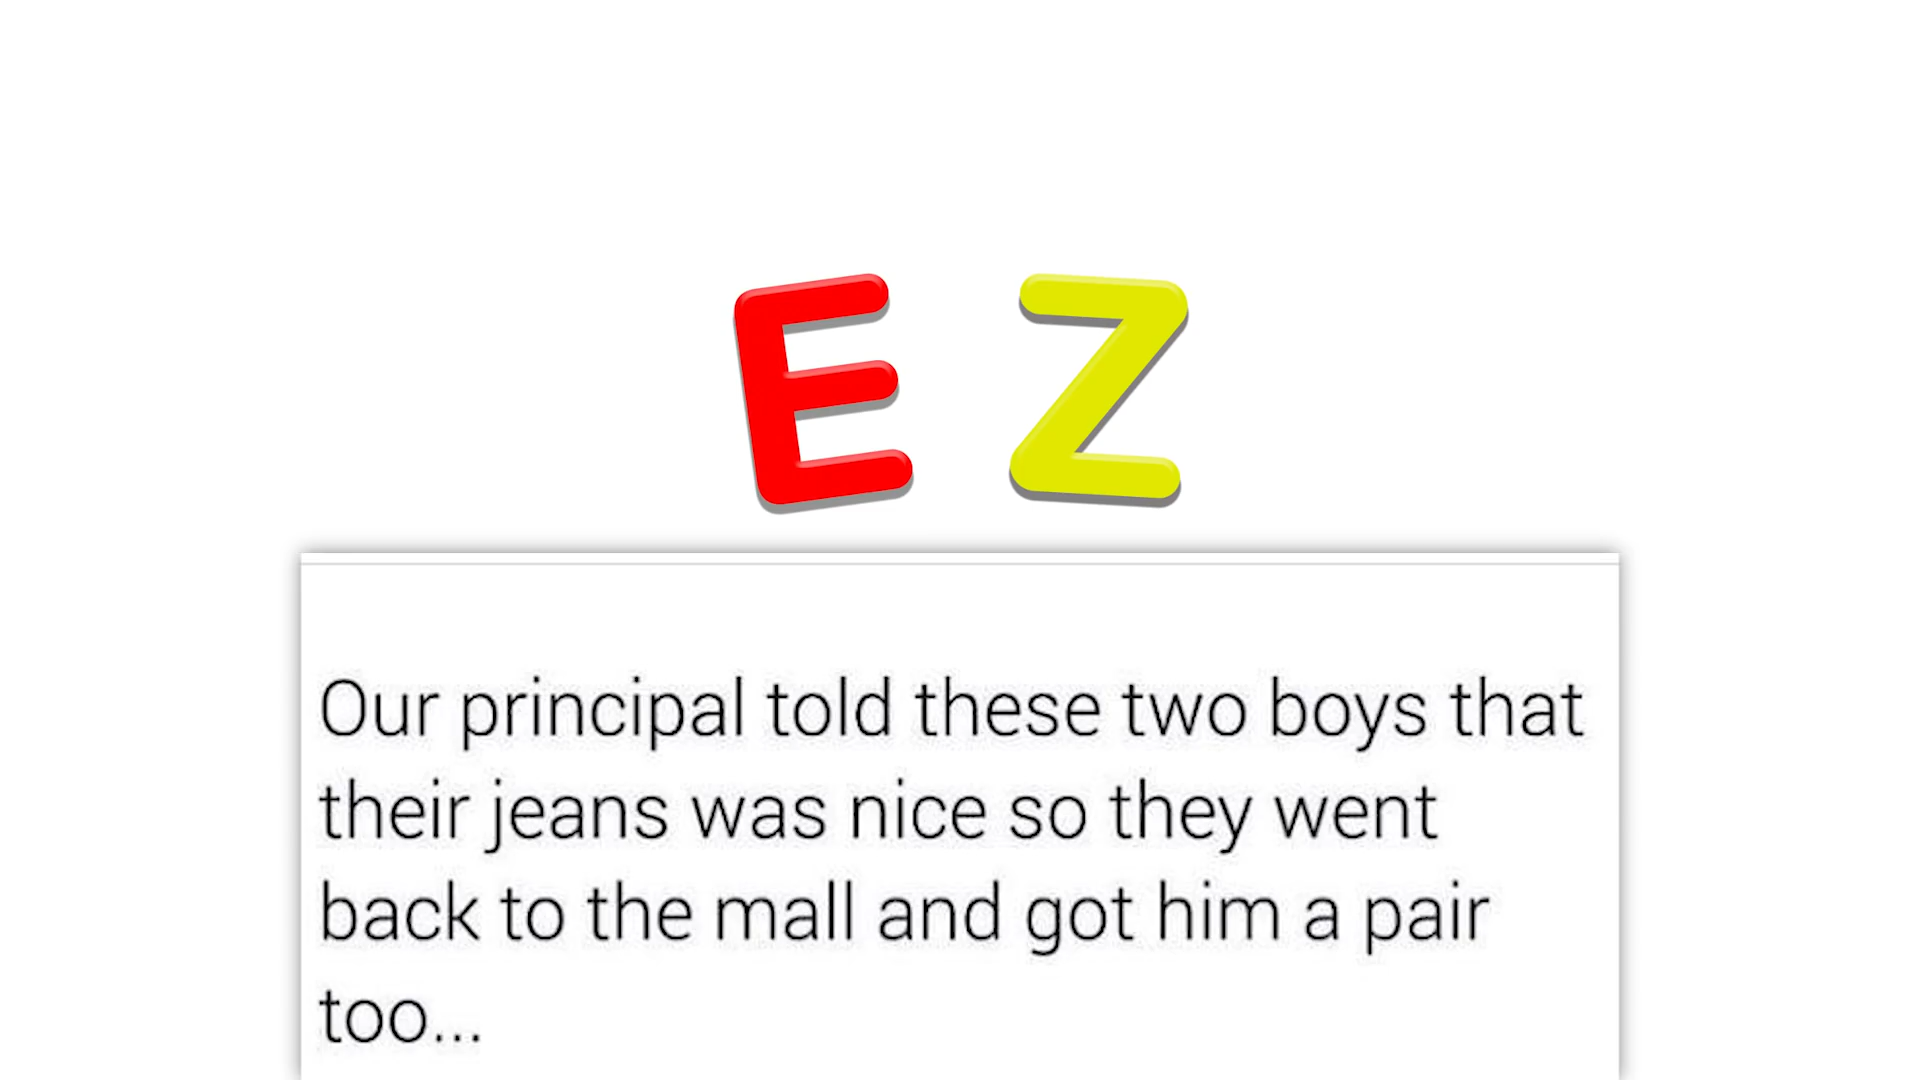 E Z
Our principal told these two boys that
their jeans was nice so they went
back to the mall and got him a pair
too...